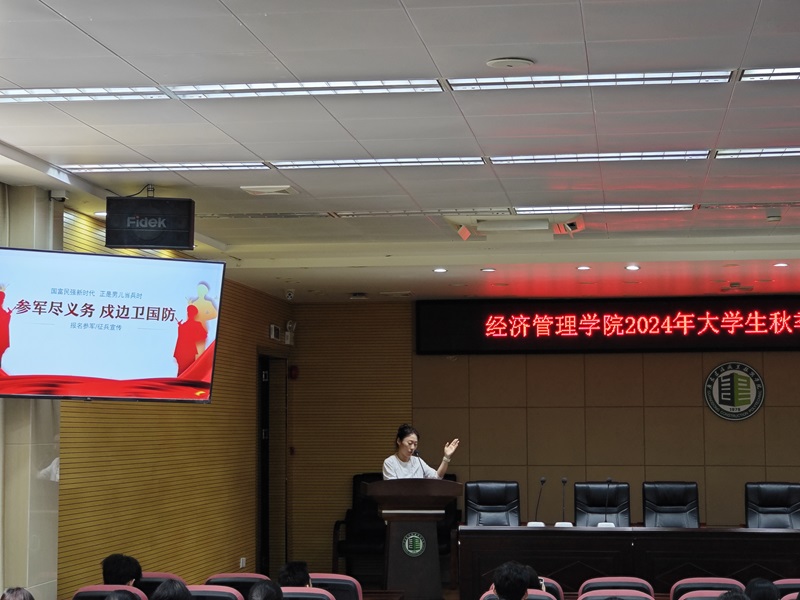 Fidek
国富民强新时代 正是男儿当兵时
参军尽义务 戍边卫国防
报名参军/征兵宣传
经济管理学院2024年大学生秋季
1978